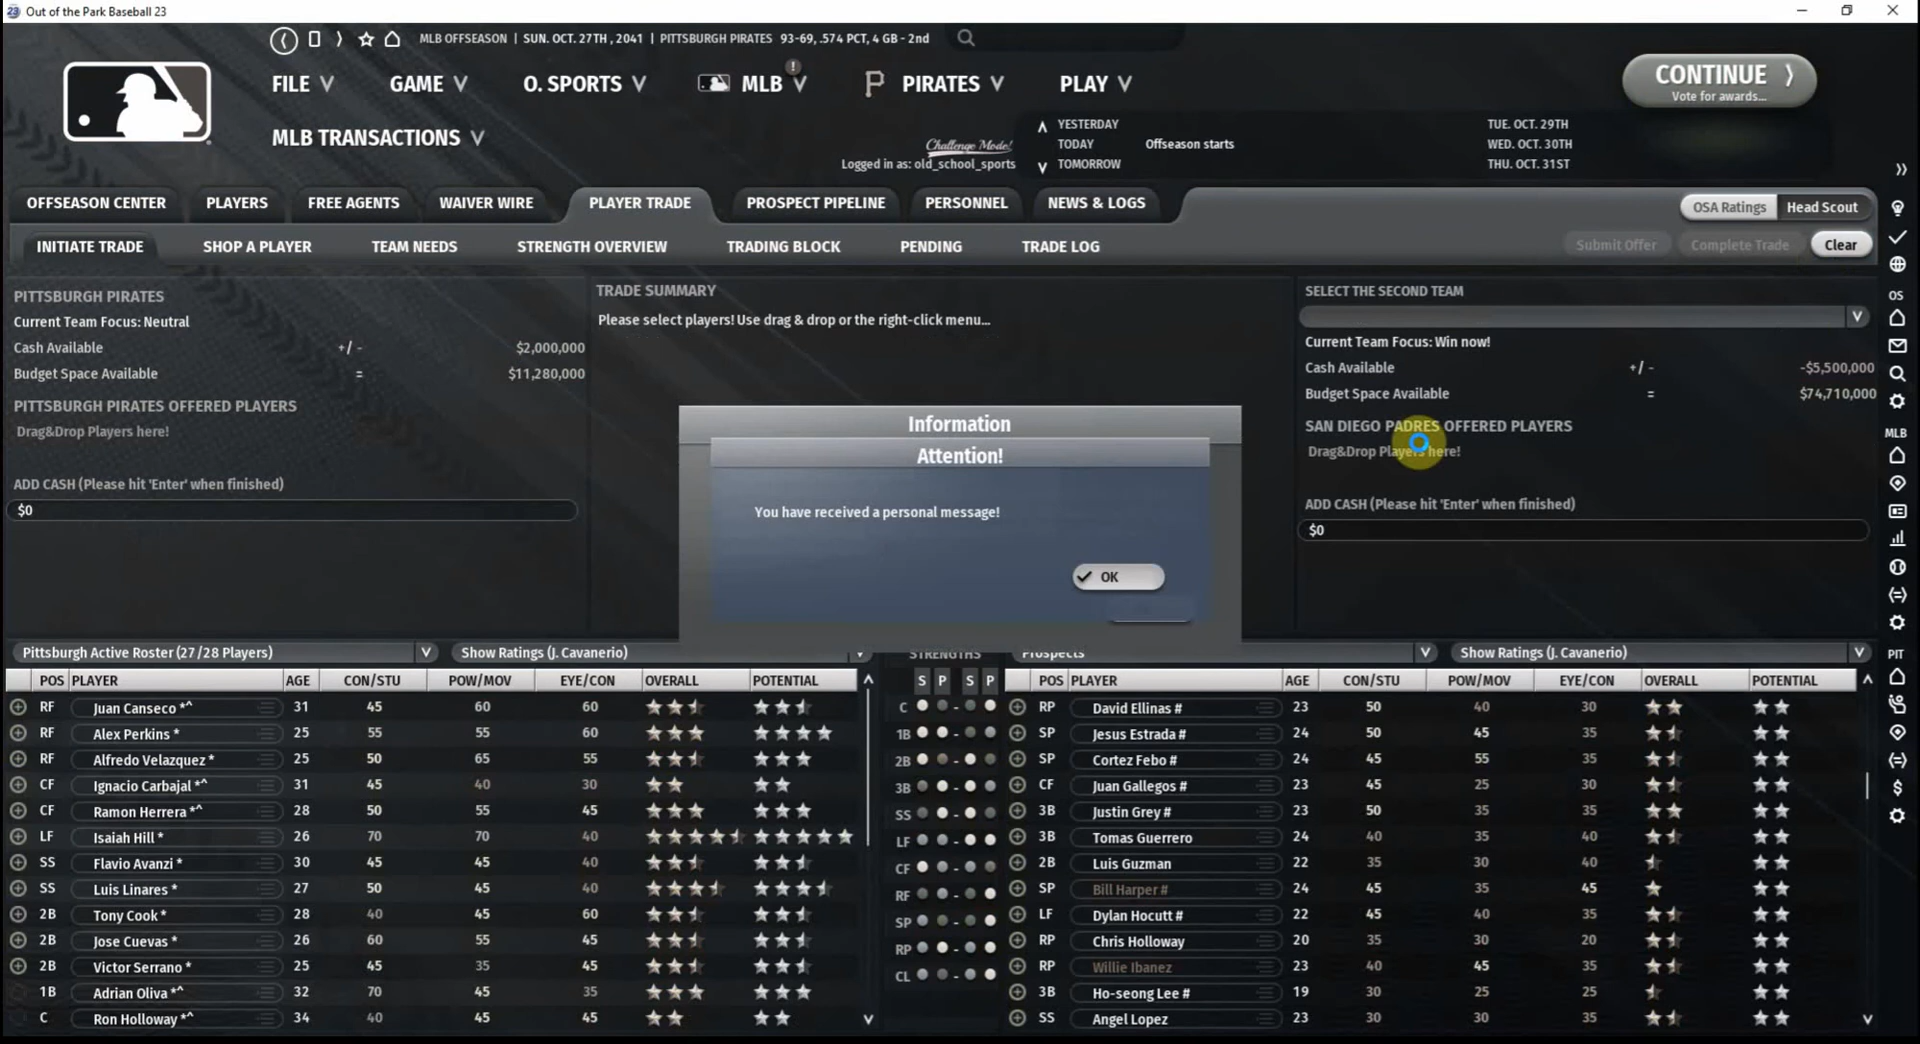 Out of the Park Baseball 23
MLB OFFSEASON | SUN. OCT. 27TH, 2041 | PITTSBURGH PIRATES 93-69, .574 PCT, 4 GB - 2nd
FILE GAME O. SPORTS MLB PIRATES PLAY
MLB TRANSACTIONS
CONTINUE
Vote for awards...
Challenge Mode!
Logged in as: old_school_sports
YESTERDAY
TODAY Offseason starts
TOMORROW
TUE. OCT. 29TH
WED. OCT. 30TH
THU. OCT. 31ST
OFFSEASON CENTER PLAYERS FREE AGENTS WAIVER WIRE PLAYER TRADE PROSPECT PIPELINE PERSONNEL NEWS & LOGS OSA Ratings Head Scout
INITIATE TRADE SHOP A PLAYER TEAM NEEDS STRENGTH OVERVIEW TRADING BLOCK PENDING TRADE LOG Submit Offer Complete Trade Clear
PITTSBURGH PIRATES
Current Team Focus: Neutral
Cash Available +/- $2,000,000
Budget Space Available = $11,280,000
PITTSBURGH PIRATES OFFERED PLAYERS
Drag&Drop Players here!
ADD CASH (Please hit 'Enter' when finished)
$0
TRADE SUMMARY
Please select players! Use drag & drop or the right-click menu...
SELECT THE SECOND TEAM
Current Team Focus: Win now!
Cash Available +/- -$5,500,000
Budget Space Available = $74,710,000
SAN DIEGO PADRES OFFERED PLAYERS
Drag&Drop Players here!
ADD CASH (Please hit 'Enter' when finished)
$0
Information
Attention!
You have received a personal message!
OK
Pittsburgh Active Roster (27/28 Players) Show Ratings (J. Cavanerio)
POS PLAYER AGE CON/STU POW/MOV EYE/CON OVERALL POTENTIAL
RF Juan Canseco *^ 31 45 60 60
RF Alex Perkins * 25 55 55 60
RF Alfredo Velazquez * 25 50 65 55
CF Ignacio Carbajal *^ 31 45 40 30
CF Ramon Herrera *^ 28 50 55 45
LF Isaiah Hill * 26 70 70 40
SS Flavio Avanzi * 30 45 45 40
SS Luis Linares * 27 50 45 40
2B Tony Cook * 28 40 45 60
2B Jose Cuevas * 26 60 55 45
2B Victor Serrano * 25 45 35 45
1B Adrian Oliva *^ 32 70 45 35
C Ron Holloway *^ 34 40 45 45
STRENGTHS
S P S P
C -
1B -
2B -
3B -
SS -
LF -
CF -
RF -
SP -
RP -
CL -
Prospects Show Ratings (J. Cavanerio)
POS PLAYER AGE CON/STU POW/MOV EYE/CON OVERALL POTENTIAL
RP David Ellinas # 23 50 40 30
SP Jesus Estrada # 24 50 45 35
SP Cortez Febo # 24 45 55 35
CF Juan Gallegos # 23 45 25 30
3B Justin Grey # 23 50 35 35
3B Tomas Guerrero 24 40 35 40
2B Luis Guzman 22 35 30 40
SP Bill Harper # 24 45 35 45
LF Dylan Hocutt # 22 45 40 35
RP Chris Holloway 20 35 30 20
RP Willie Ibanez 23 40 45 35
3B Ho-seong Lee # 19 30 25 25
SS Angel Lopez 23 30 30 35
OS
MLB
PIT